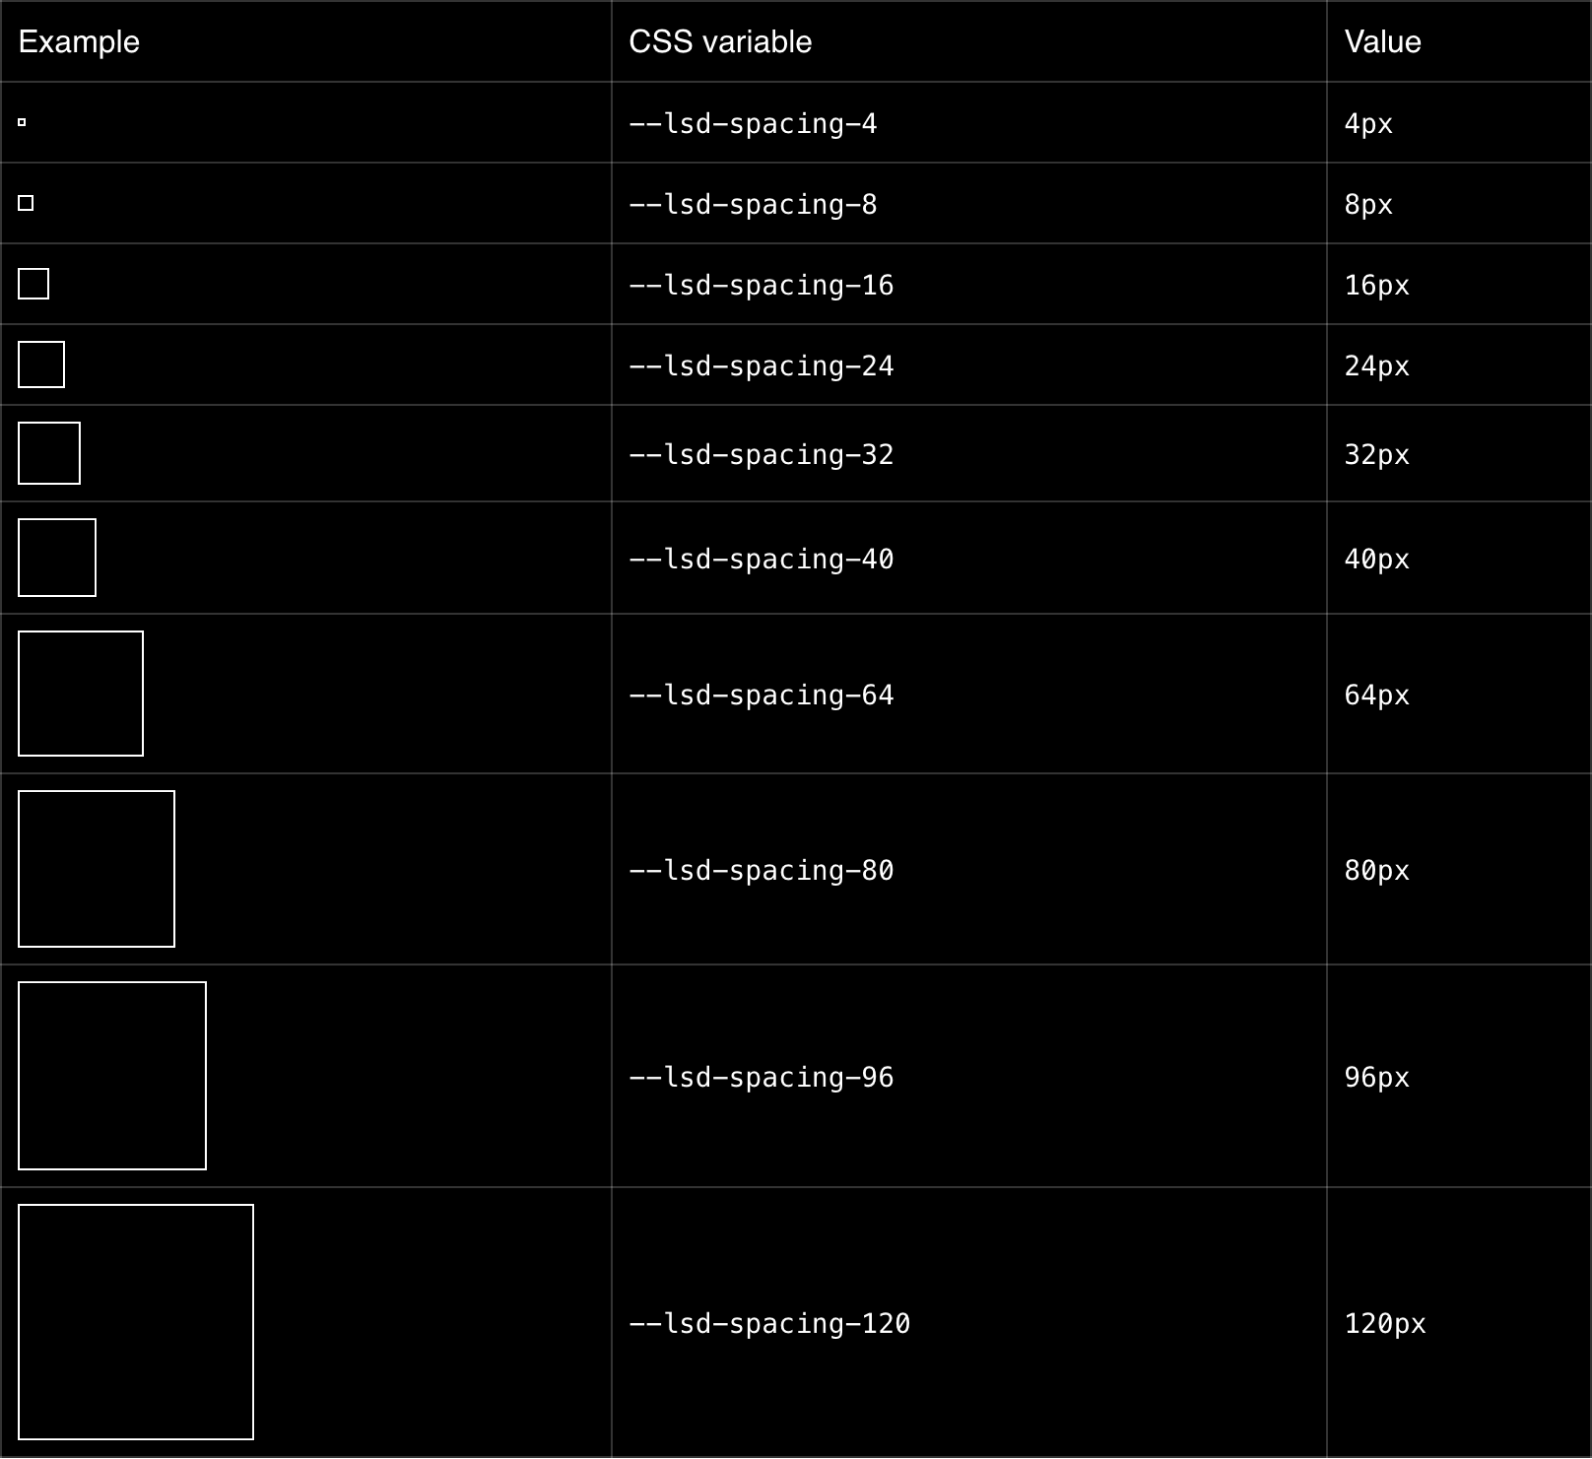 Example CSS variable Value
--lsd-spacing-4 4px
--lsd-spacing-8 8px
--lsd-spacing-16 16px
--lsd-spacing-24 24px
--lsd-spacing-32 32px
--lsd-spacing-40 40px
--lsd-spacing-64 64px
--lsd-spacing-80 80px
--lsd-spacing-96 96px
--lsd-spacing-120 120px